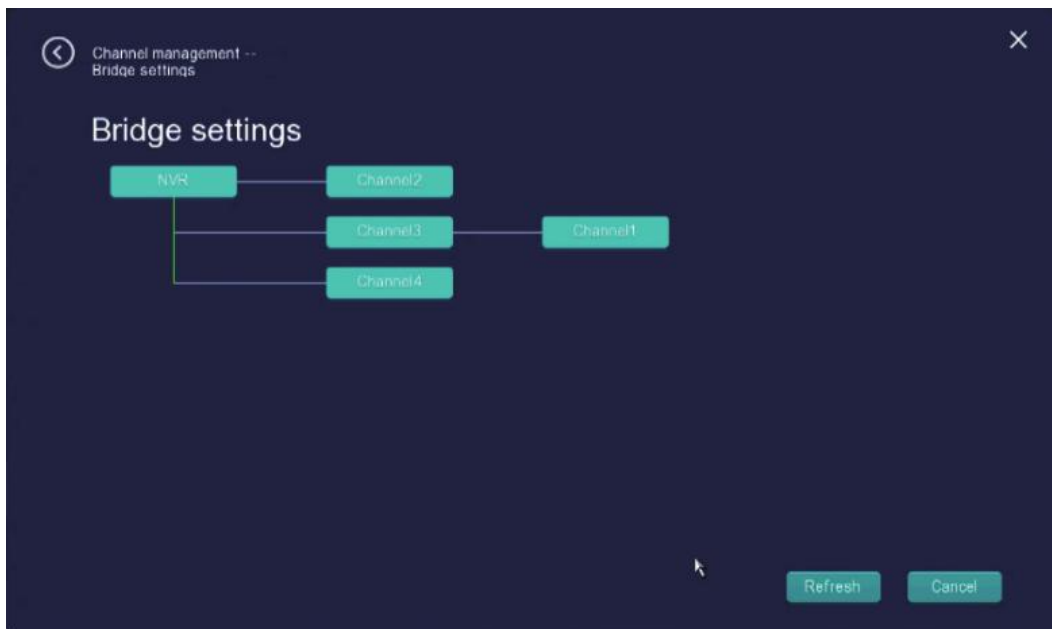 Channel management --
Bridge settings
Bridge settings
NVR
Channel2
Channel3
Channel1
Channel4
Refresh
Cancel